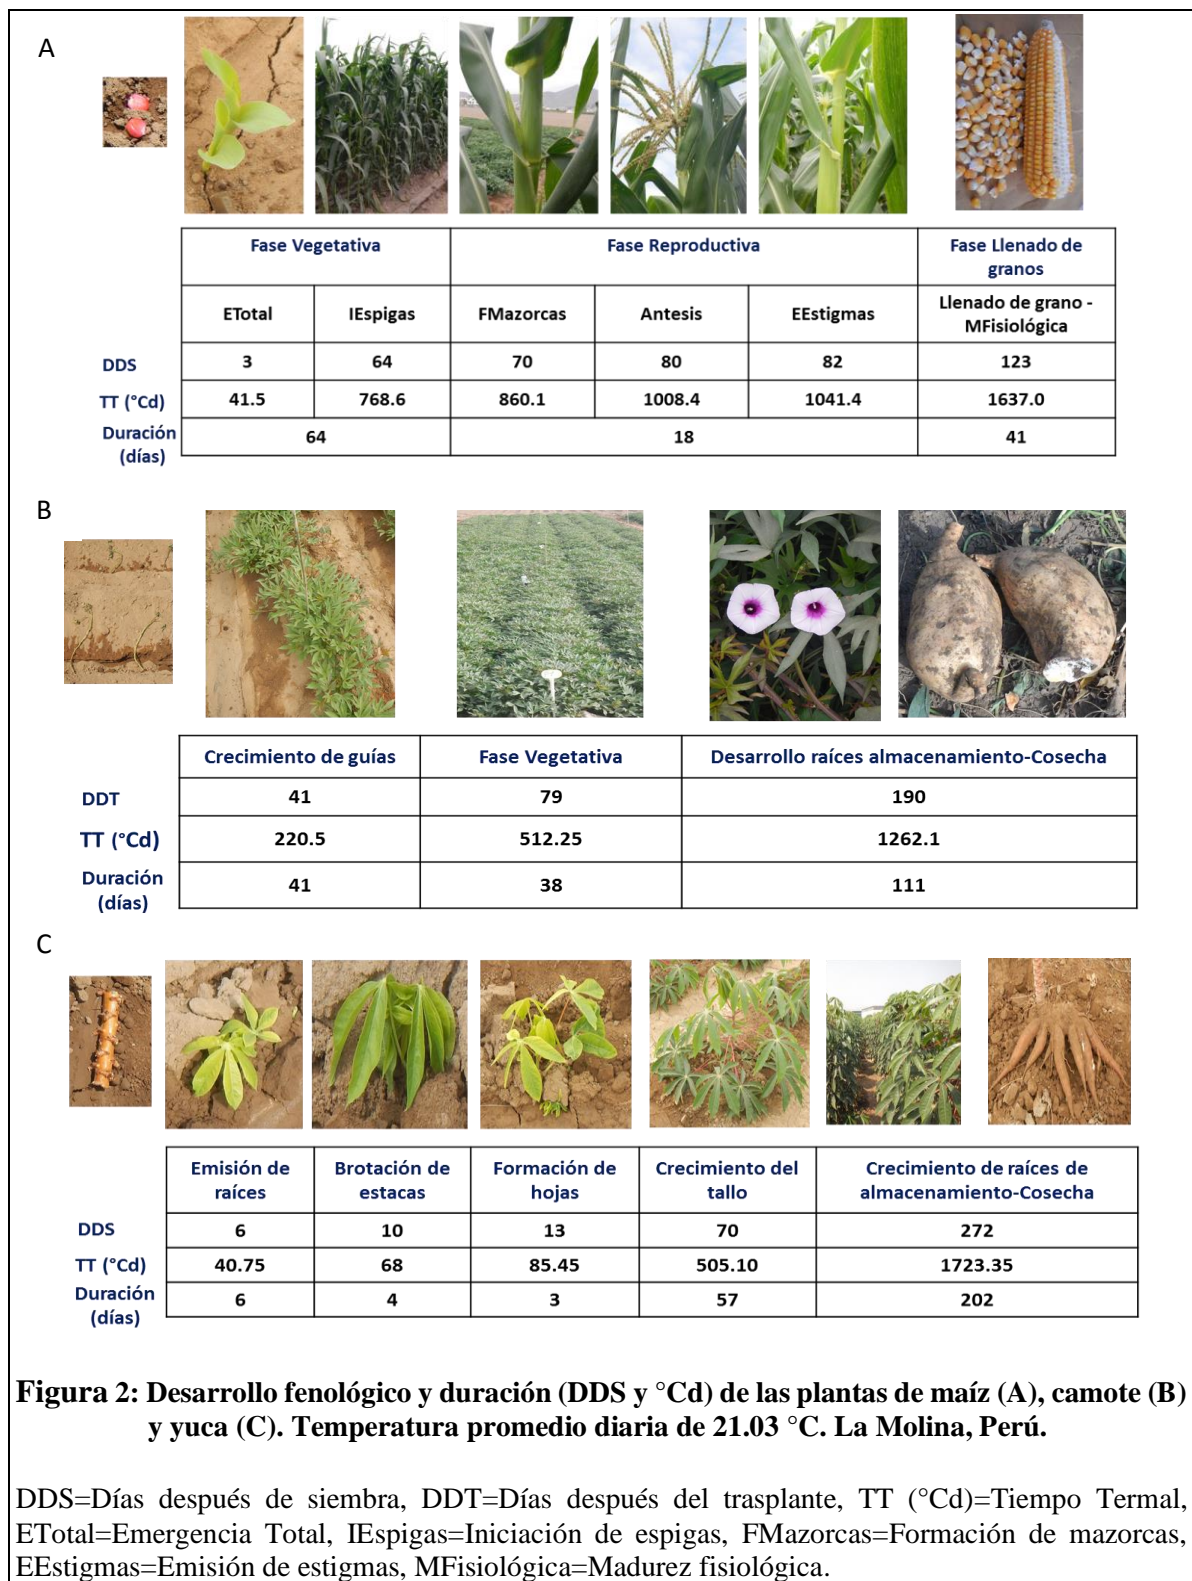 A
Fase Vegetativa Fase Reproductiva Fase Llenado de granos
ETotal IEspigas FMazorcas Antesis EEstigmas Llenado de grano - MFisiológica
DDS 3 64 70 80 82 123
TT (°Cd) 41.5 768.6 860.1 1008.4 1041.4 1637.0
Duración (días) 64 18 41
B
Crecimiento de guías Fase Vegetativa Desarrollo raíces almacenamiento-Cosecha
DDT 41 79 190
TT (°Cd) 220.5 512.25 1262.1
Duración (días) 41 38 111
C
Emisión de raíces Brotación de estacas Formación de hojas Crecimiento del tallo Crecimiento de raíces de almacenamiento-Cosecha
DDS 6 10 13 70 272
TT (°Cd) 40.75 68 85.45 505.10 1723.35
Duración (días) 6 4 3 57 202
Figura 2: Desarrollo fenológico y duración (DDS y °Cd) de las plantas de maíz (A), camote (B)
y yuca (C). Temperatura promedio diaria de 21.03 °C. La Molina, Perú.
DDS=Días después de siembra, DDT=Días después del trasplante, TT (°Cd)=Tiempo Termal,
ETotal=Emergencia Total, IEspigas=Iniciación de espigas, FMazorcas=Formación de mazorcas,
EEstigmas=Emisión de estigmas, MFisiológica=Madurez fisiológica.